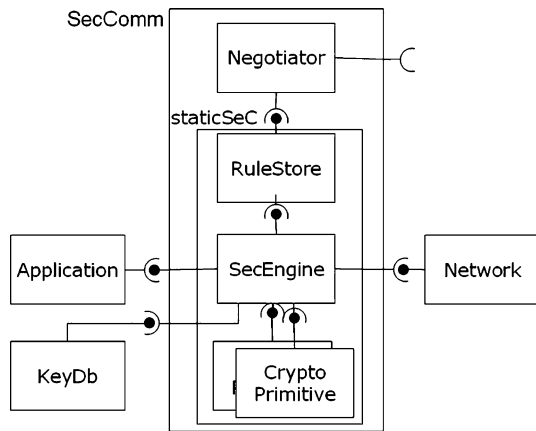 SecComm
Negotiator
staticSeC
RuleStore
Application
SecEngine
Network
KeyDb
Crypto
Primitive